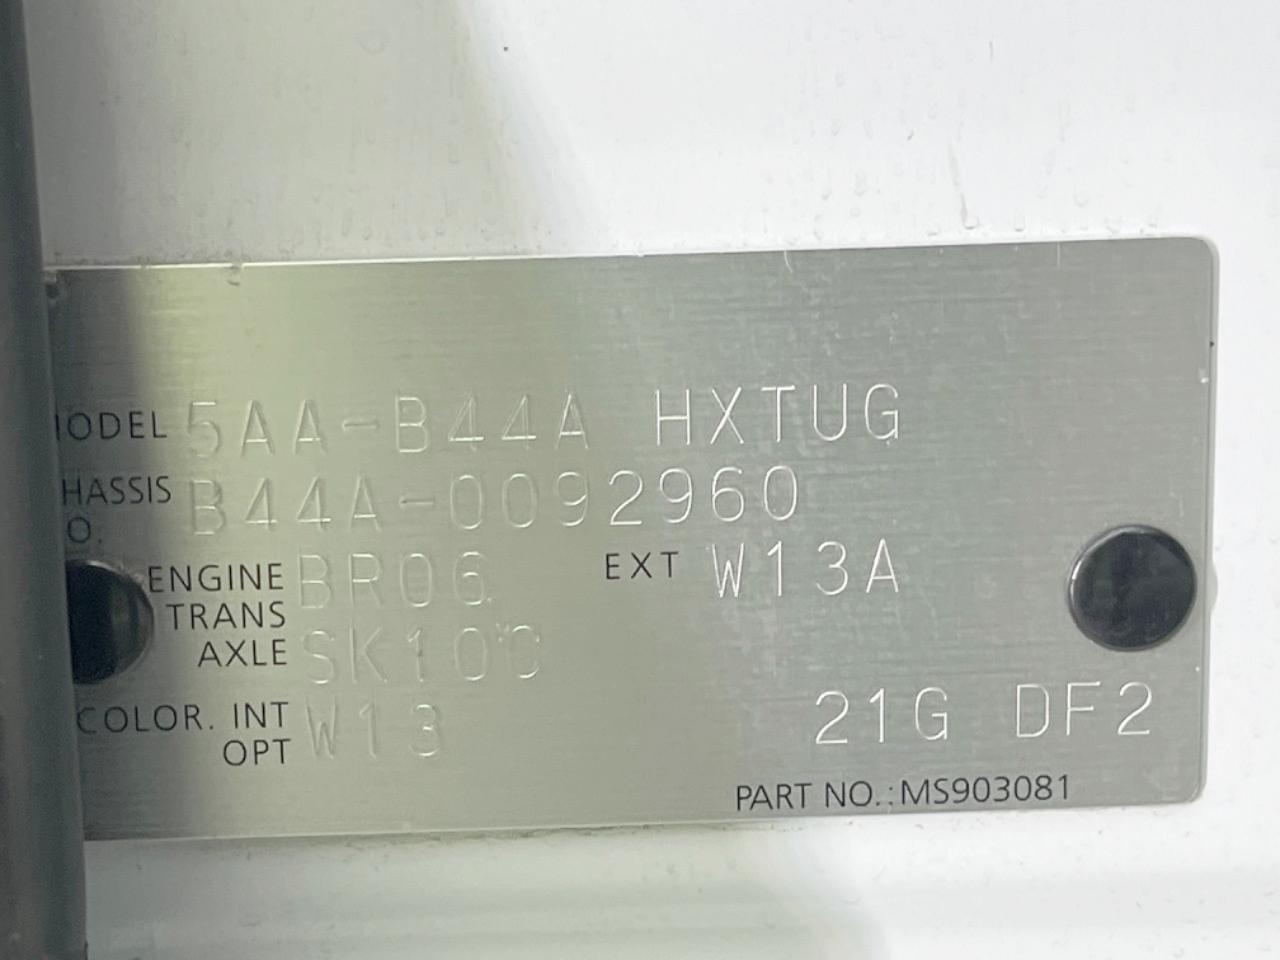 MODEL 5AA-B44A HXTUG
HASSIS B44A-0092960
O.
ENGINE BR06 EXT W13A
TRANS
AXLE SK10C
COLOR. INT W13 21G DF2
OPT
PART NO.:MS903081